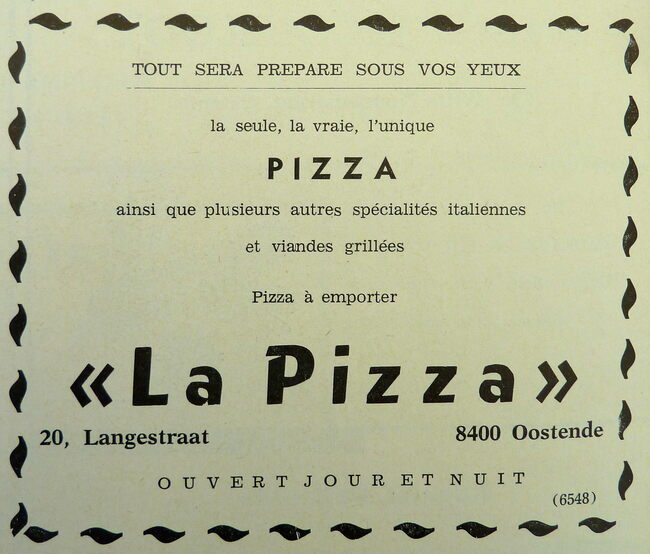 TOUT SERA PREPARE SOUS VOS YEUX
la seule, la vraie, l'unique
PIZZA
ainsi que plusieurs autres spécialités italiennes
et viandes grillées
Pizza à emporter
«La Pizza»
20, Langestraat 8400 Oostende
OUVERT JOUR ET NUIT
(6548)